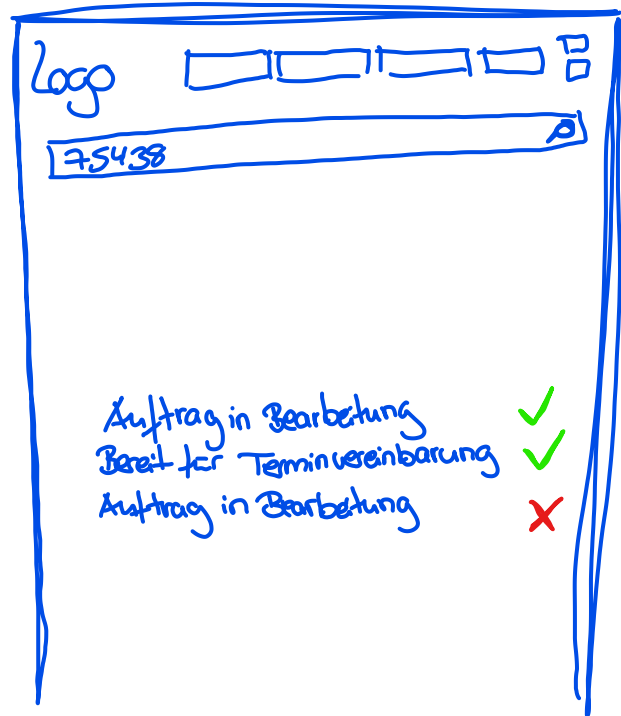 Logo
75438
Auftrag in Bearbeitung
Bereit für Terminvereinbarung
Auftrag in Bearbeitung